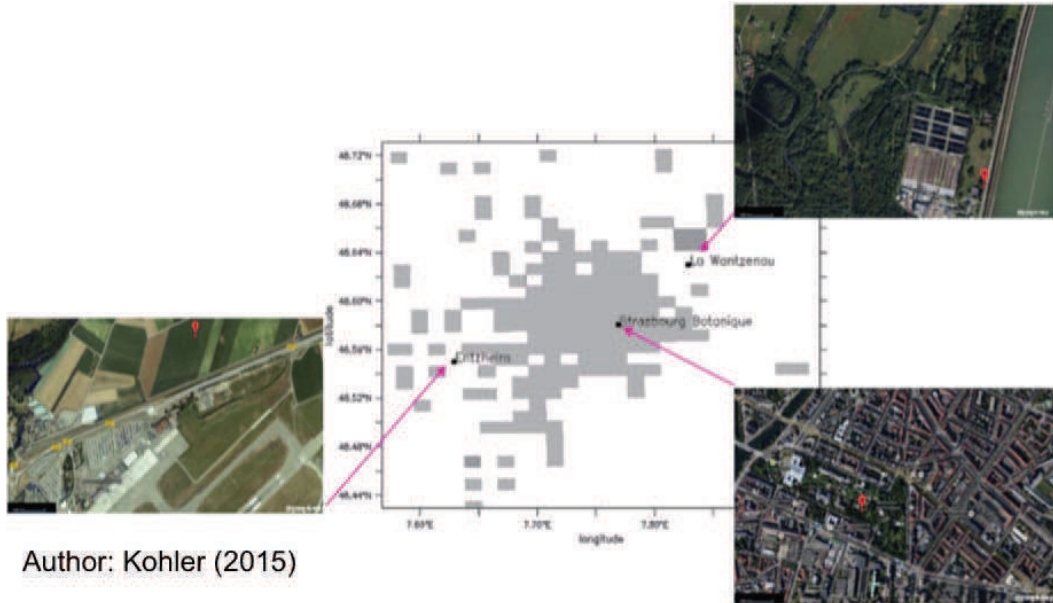 48.72°N
48.68°N
48.64°N
48.60°N
48.56°N
48.52°N
48.48°N
48.44°N
latitude
La Wantzenau
Strasbourg Botanique
Entzheim
7.60°E
7.70°E
7.80°E
longitude
Author: Kohler (2015)